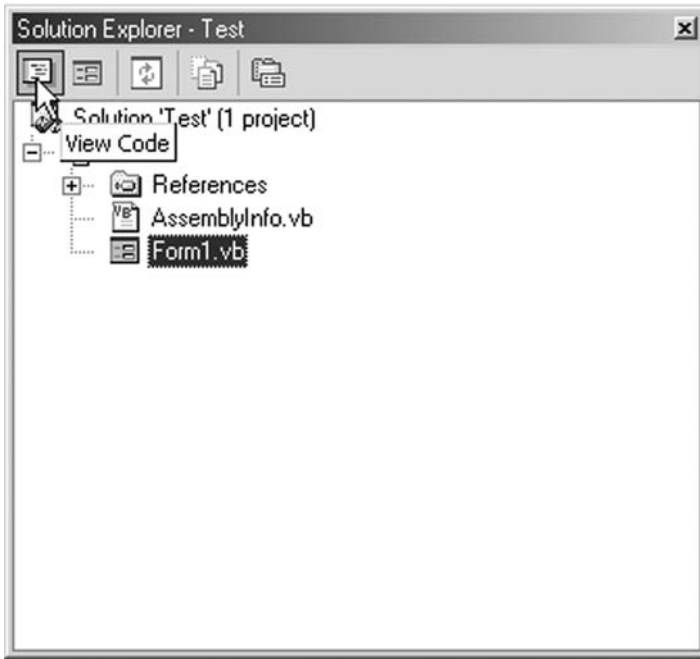 Solution Explorer - Test
Solution 'Test' (1 project)
View Code
References
AssemblyInfo.vb
Form1.vb